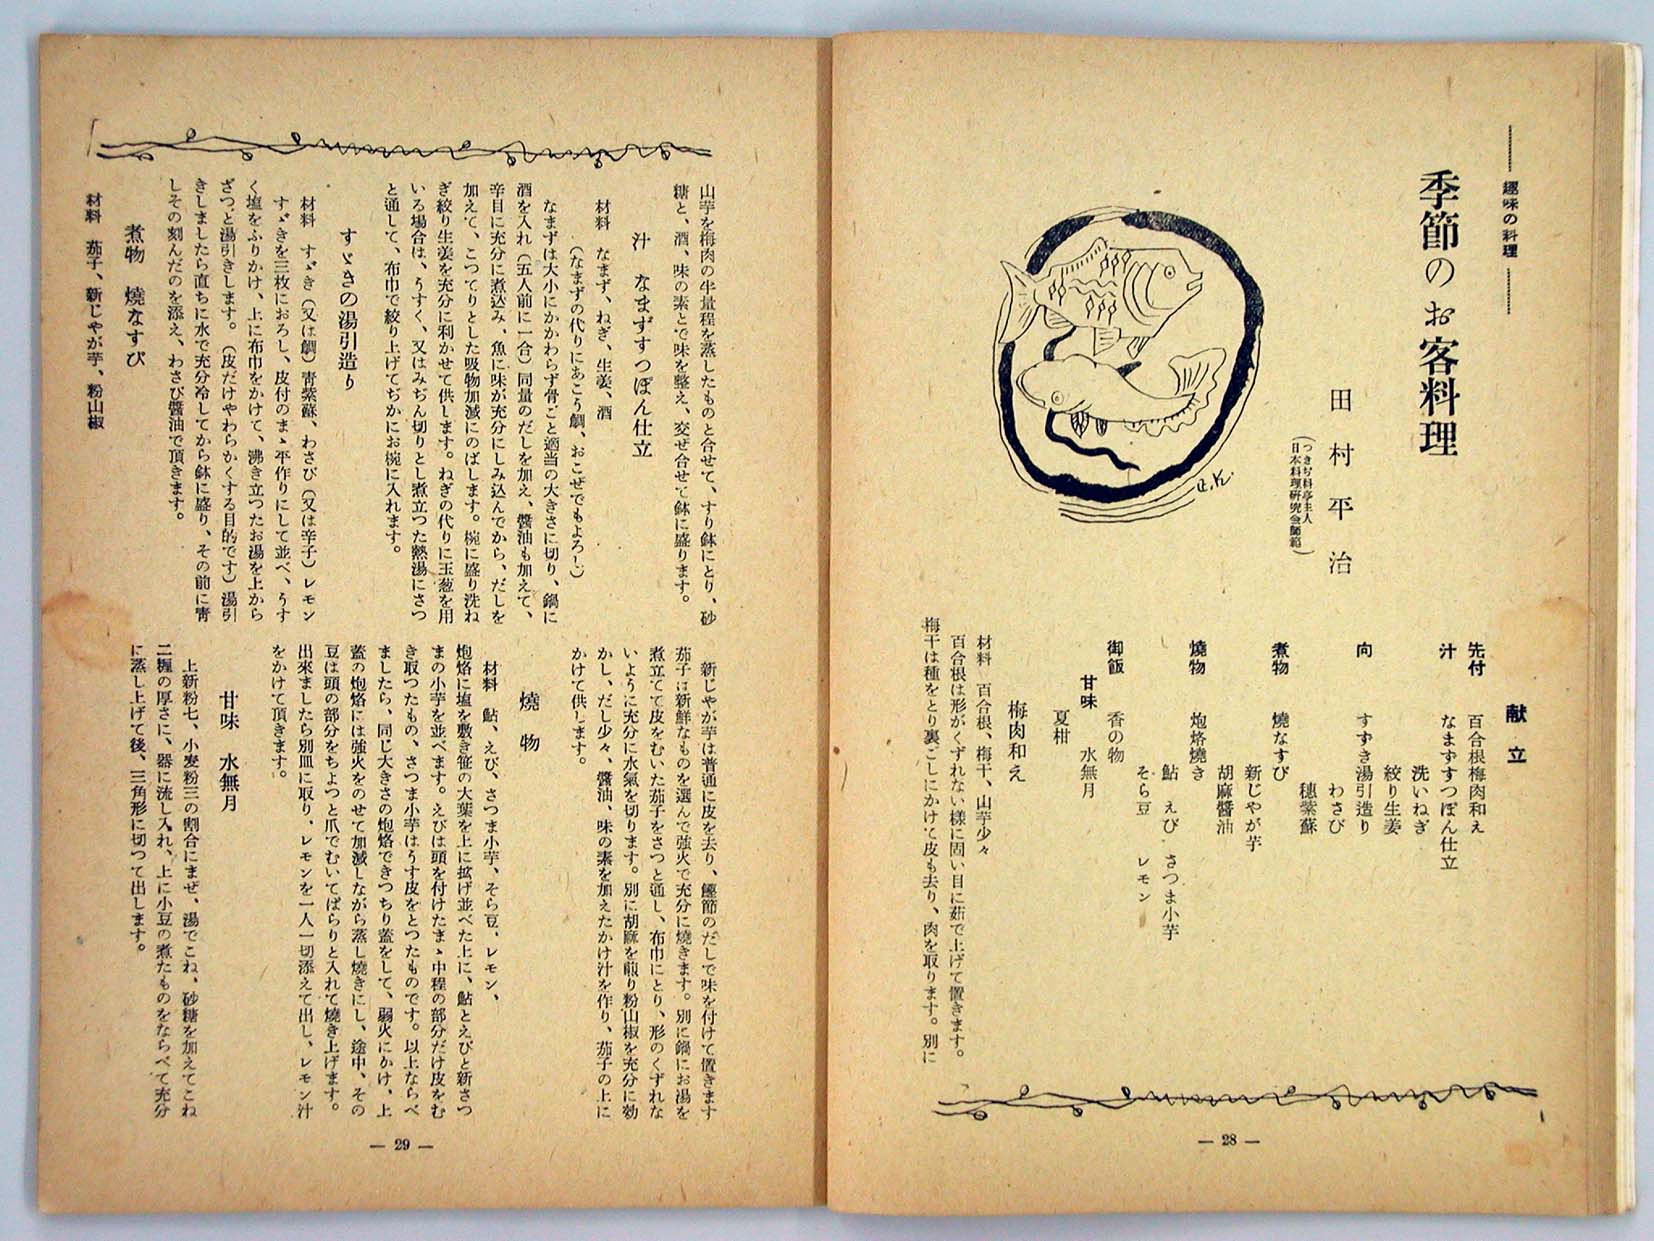 趣味の料理
季節のお客料理
田村平治
(つきぢ料亭主人
日本料理研究会師範)
献立
先付 百合根梅肉和え
汁 なまずすつぽん仕立
洗いねぎ
絞り生姜
向 すずき湯引造り
わさび
穗紫蘇
煮物 燒なすび
新じやが芋
胡麻醬油
燒物 炮烙燒き
鮎 えび さつま小芋
そら豆 レモン
御飯 香の物
甘味 水無月
夏柑
梅肉和え
材料 百合根、梅干、山芋少々
百合根は形がくずれない樣に固い目に茹で上げて置きます。
梅干は種をとり裏ごしにかけて皮も去り、肉を取ります。別に
— 28 —
山芋を梅肉の半量程を蒸したものと合せて、すり鉢にとり、砂
糖と、酒、味の素とで味を整え、交ぜ合せて鉢に盛ります。
汁 なまずすつぽん仕立
材料 なまず、ねぎ、生姜、酒
(なまずの代りにあこう鯛、おこぜでもよろし)
なまずは大小にかかわらず骨ごと適当の大きさに切り、鍋に
酒を入れ(五人前に一合)同量のだしを加え、醬油も加えて、
辛目に充分に煮込み、魚に味が充分にしみ込んでから、だしを
加えて、こつてりとした吸物加減にのばします。椀に盛り洗ね
ぎ絞り生姜を充分に利かせて供します。ねぎの代りに玉葱を用
いる場合は、うすく、又はみぢん切りとし煮立つた熱湯にさつ
と通して、布巾で絞り上げてぢかにお椀に入れます。
すゞきの湯引造り
材料 すゞき(又は鯛)靑紫蘇、わさび(又は辛子)レモン
すゞきを三枚におろし、皮付のまゝ平作りにして並べ、うす
く塩をふりかけ、上に布巾をかけて、沸き立つたお湯を上から
ざつと湯引きします。(皮だけやわらかくする目的です)湯引
きしましたら直ちに水で充分冷してから鉢に盛り、その前に靑
しその刻んだのを添え、わさび醬油で頂きます。
煮物 燒なすび
材料 茄子、新じやが芋、粉山椒
新じやが芋は普通に皮を去り、鰹節のだしで味を付けて置きます
茄子は新鮮なものを選んで強火で充分に燒きます。別に鍋にお湯を
煮立てて皮をむいた茄子をさつと通し、布巾にとり、形のくずれな
いように充分に水氣を切ります。別に胡麻を煎り粉山椒を充分に効
かし、だし少々、醬油、味の素を加えたかけ汁を作り、茄子の上に
かけて供します。
燒物
材料 鮎、えび、さつま小芋、そら豆、レモン、
炮烙に塩を敷き笹の大葉を上に拡げ並べた上に、鮎とえびと新さつ
まの小芋を並べます。えびは頭を付けたまゝ中程の部分だけ皮をむ
き取つたもの、さつま小芋はうす皮をとつたものです。以上ならべ
ましたら、同じ大きさの炮烙できつちり蓋をして、弱火にかけ、上
蓋の炮烙には強火をのせて加減しながら蒸し燒きにし、途中、その
豆は頭の部分をちよつと爪でむいてぱらりと入れて燒き上げます。
出來ましたら別皿に取り、レモンを一人一切添えて出し、レモン汁
をかけて頂きます。
甘味 水無月
上新粉七、小麦粉三の割合にまぜ、湯でこね、砂糖を加えてこね
二糎の厚さに、器に流し入れ、上に小豆の煮たものをならべて充分
に蒸し上げて後、三角形に切つて出します。
— 29 —